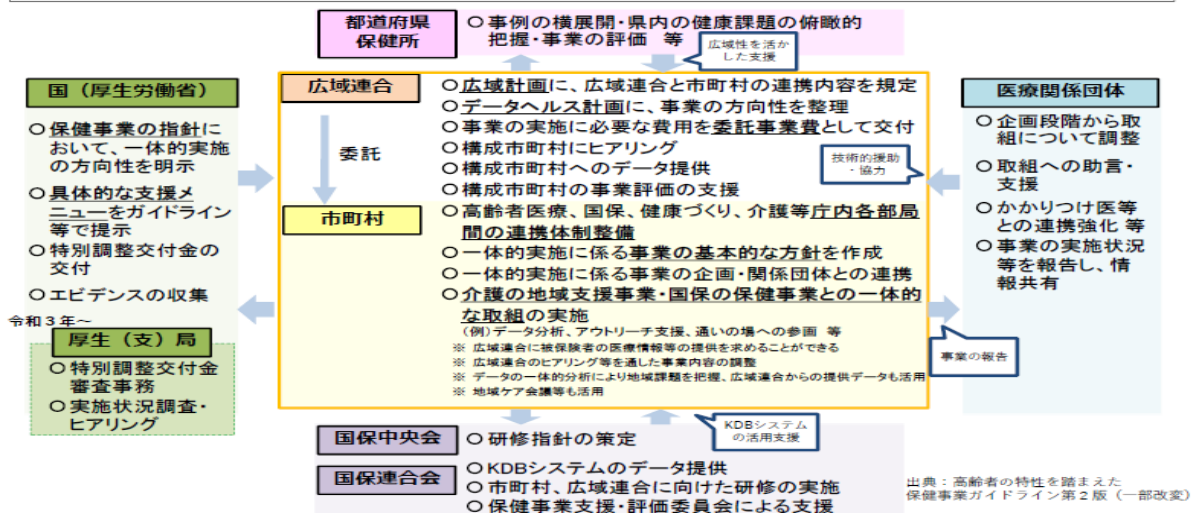 都道府県
保健所
○事例の横展開・県内の健康課題の俯瞰的
把握・事業の評価 等
広域性を活か
した支援
国（厚生労働省）
○保健事業の指針に
おいて、一体的実施
の方向性を明示
○具体的な支援メ
ニューをガイドライン
等で提示
○特別調整交付金の
交付
○エビデンスの収集
令和３年～
厚生（支）局
○特別調整交付金
審査事務
○実施状況調査・
ヒアリング
広域連合
○広域計画に、広域連合と市町村の連携内容を規定
○データヘルス計画に、事業の方向性を整理
○事業の実施に必要な費用を委託事業費として交付
○構成市町村にヒアリング
○構成市町村へのデータ提供
○構成市町村の事業評価の支援
委託
技術的援助
・協力
市町村
○高齢者医療、国保、健康づくり、介護等庁内各部局
間の連携体制整備
○一体的実施に係る事業の基本的な方針を作成
○一体的実施に係る事業の企画・関係団体との連携
○介護の地域支援事業・国保の保健事業との一体的
な取組の実施
（例）データ分析、アウトリーチ支援、通いの場への参画 等
※ 広域連合に被保険者の医療情報等の提供を求めることができる
※ 広域連合のヒアリング等を通した事業内容の調整
※ データの一体的分析により地域課題を把握、広域連合からの提供データも活用
※ 地域ケア会議等も活用
医療関係団体
○企画段階から取
組について調整
○取組への助言・
支援
○かかりつけ医等
との連携強化 等
○事業の実施状況
等を報告し、情
報共有
事業の報告
KDBシステム
の活用支援
国保中央会
○研修指針の策定
国保連合会
○KDBシステムのデータ提供
○市町村、広域連合に向けた研修の実施
○保健事業支援・評価委員会による支援
出典：高齢者の特性を踏まえた
保健事業ガイドライン第２版（一部改変）